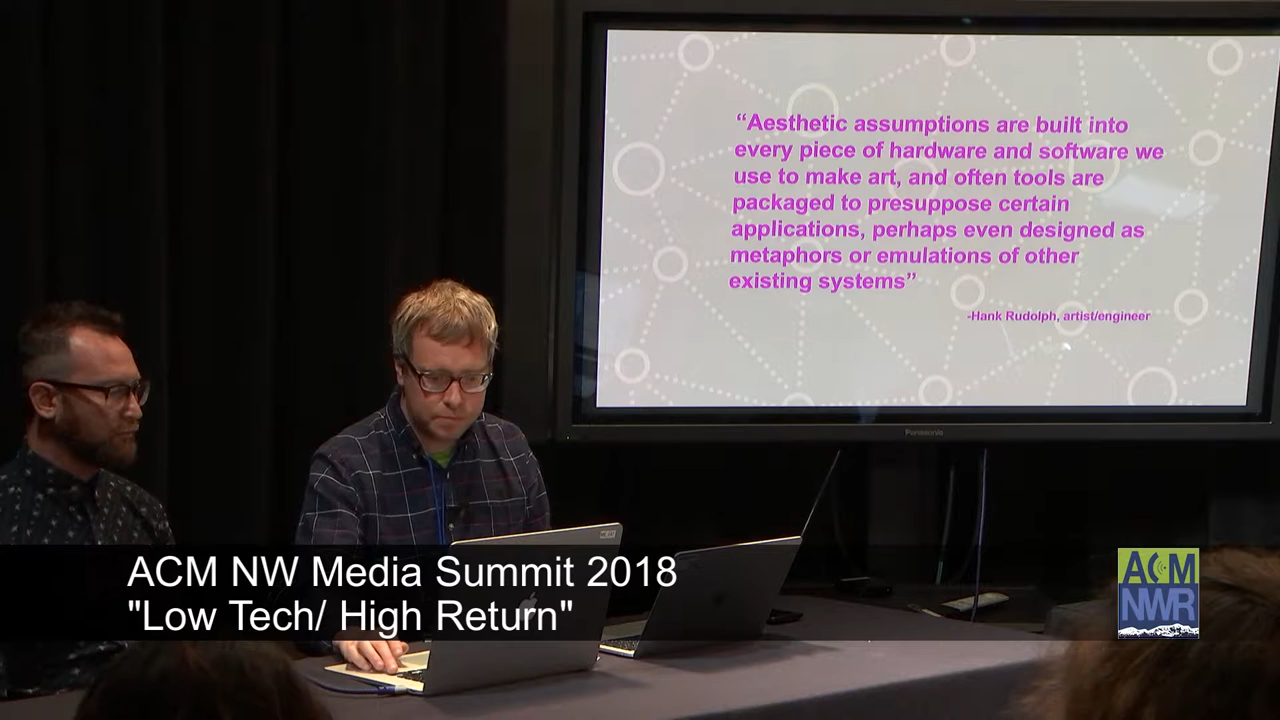 “Aesthetic assumptions are built into
every piece of hardware and software we
use to make art, and often tools are
packaged to presuppose certain
applications, perhaps even designed as
metaphors or emulations of other
existing systems”
-Hank Rudolph, artist/engineer
Panasonic
ACM NW Media Summit 2018
"Low Tech/ High Return"
ACM
NWR